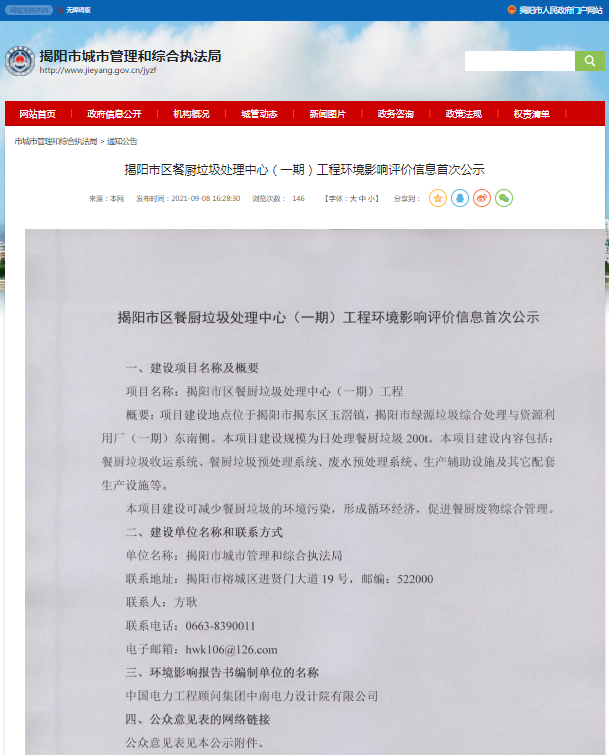 网站支持IPV6
无障碍版
揭阳市人民政府门户网站
揭阳市城市管理和综合执法局
http://www.jieyang.gov.cn/jyzf
网站首页 政府信息公开 机构概况 城管动态 新闻图片 政务咨询 政策法规 权责清单
市城市管理和综合执法局 > 通知公告
揭阳市区餐厨垃圾处理中心（一期）工程环境影响评价信息首次公示
来源：本网 发布时间：2021-09-08 16:28:30 浏览次数： 146 【字体：大 中 小】 分享到：
揭阳市区餐厨垃圾处理中心（一期）工程环境影响评价信息首次公示
一、建设项目名称及概要
项目名称：揭阳市区餐厨垃圾处理中心（一期）工程
概要：项目建设地点位于揭阳市揭东区玉滘镇，揭阳市绿源垃圾综合处理与资源利
用厂（一期）东南侧。本项目建设规模为日处理餐厨垃圾 200t。本项目建设内容包括：
餐厨垃圾收运系统、餐厨垃圾预处理系统、废水预处理系统、生产辅助设施及其它配套
生产设施等。
本项目建设可减少餐厨垃圾的环境污染，形成循环经济，促进餐厨废物综合管理。
二、建设单位名称和联系方式
单位名称：揭阳市城市管理和综合执法局
联系地址：揭阳市榕城区进贤门大道 19 号，邮编：522000
联系人：方耿
联系电话：0663-8390011
电子邮箱：hwk106@126.com
三、环境影响报告书编制单位的名称
中国电力工程顾问集团中南电力设计院有限公司
四、公众意见表的网络链接
公众意见表见本公示附件。